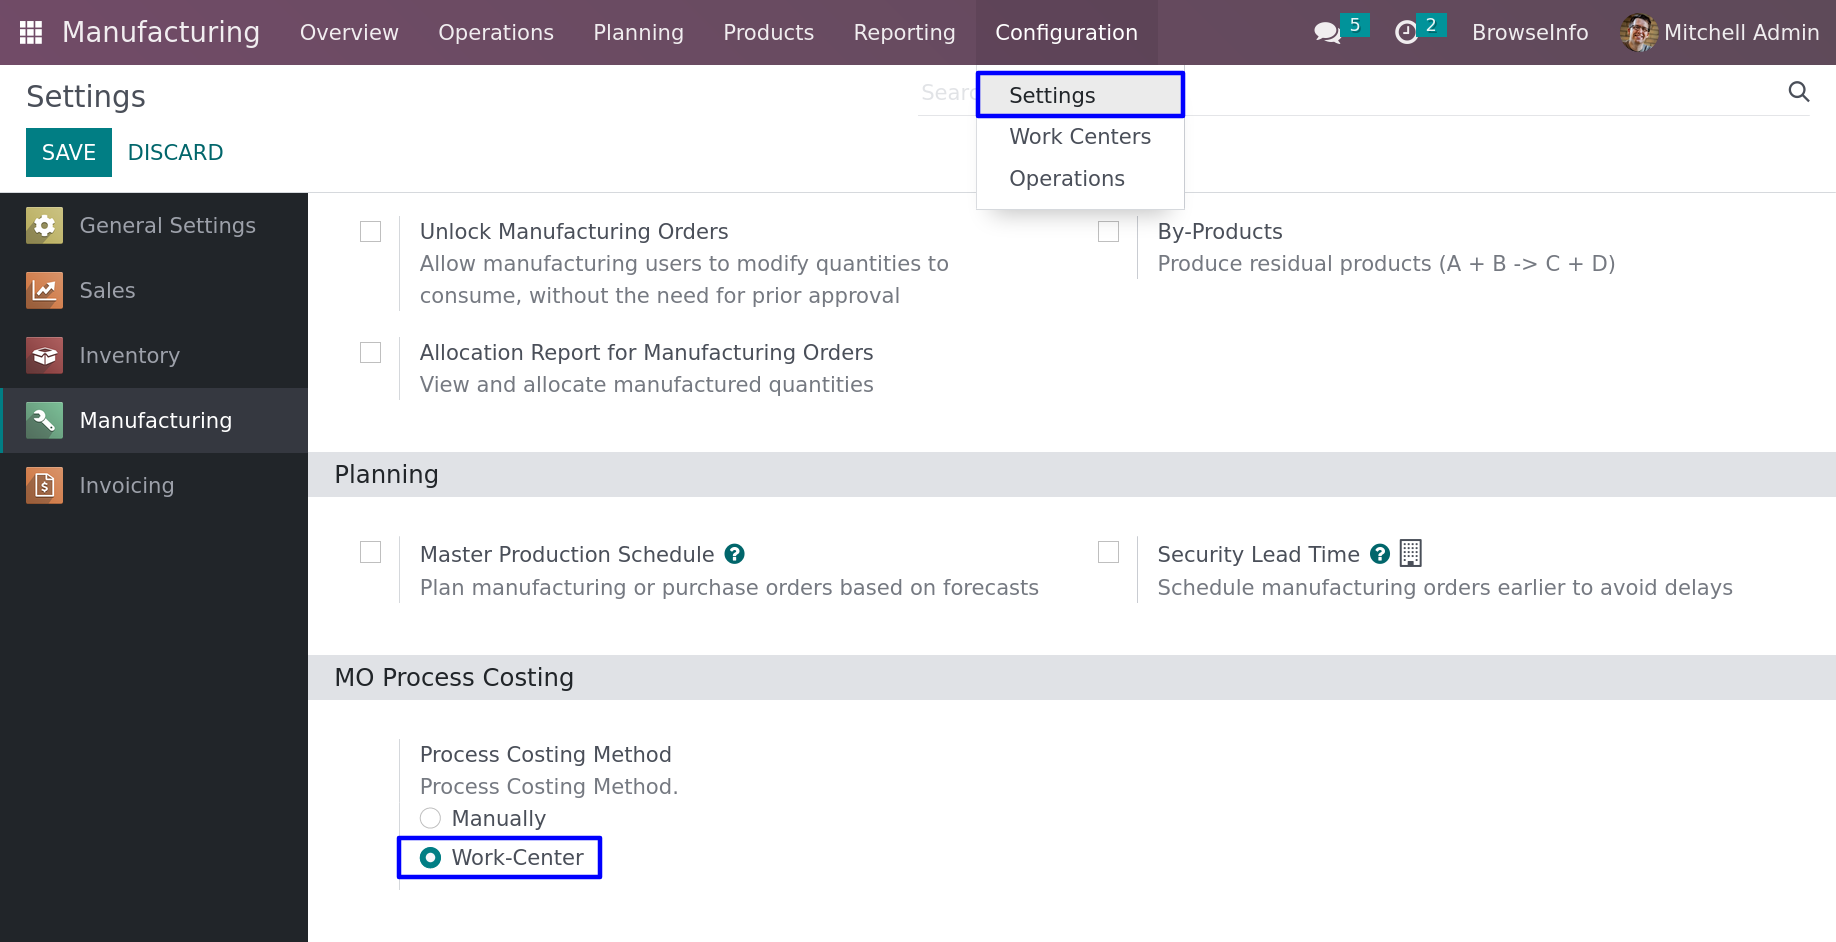 Manufacturing Overview Operations Planning Products Reporting Configuration 5 2 BrowseInfo Mitchell Admin
Settings
Searc
Settings
Work Centers
Operations
SAVE DISCARD
General Settings
Sales
Inventory
Manufacturing
Invoicing
Unlock Manufacturing Orders
Allow manufacturing users to modify quantities to
consume, without the need for prior approval
By-Products
Produce residual products (A + B -> C + D)
Allocation Report for Manufacturing Orders
View and allocate manufactured quantities
Planning
Master Production Schedule ?
Plan manufacturing or purchase orders based on forecasts
Security Lead Time ?
Schedule manufacturing orders earlier to avoid delays
MO Process Costing
Process Costing Method
Process Costing Method.
Manually
Work-Center